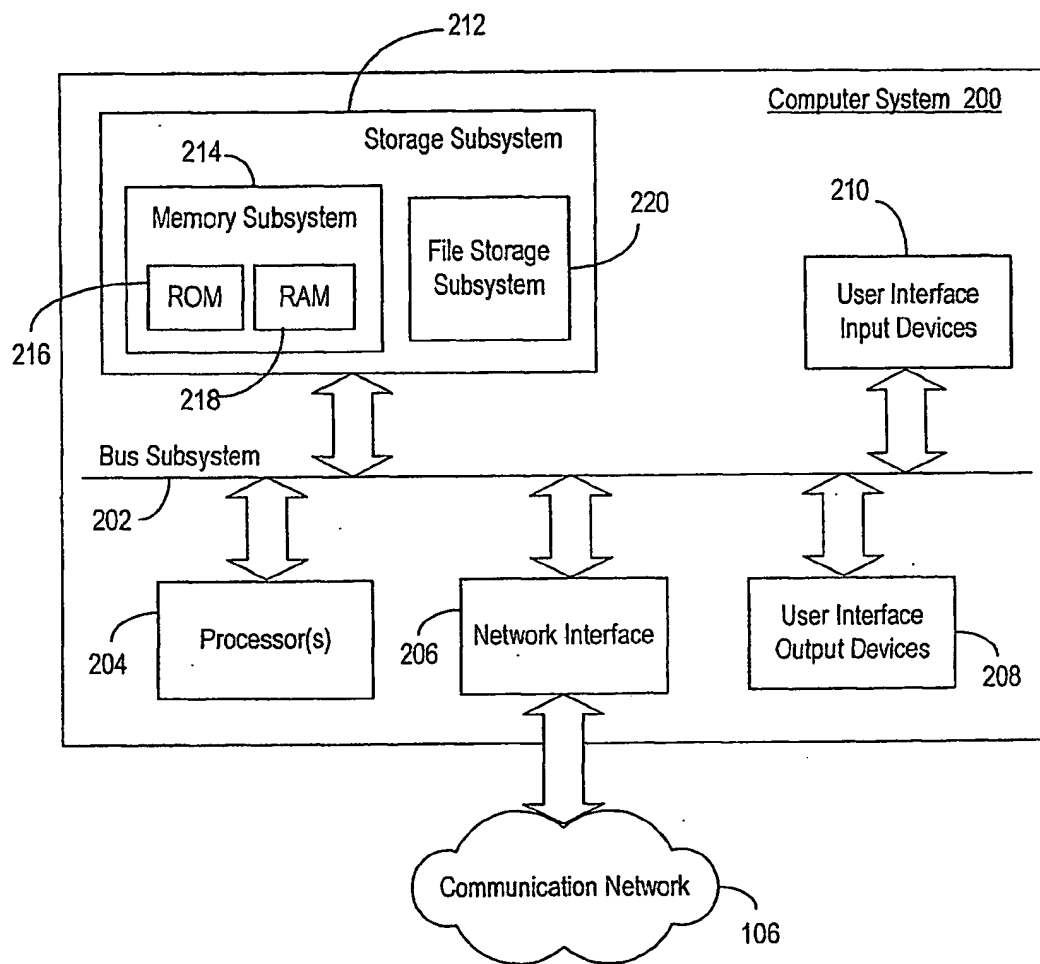 212
Computer System 200
Storage Subsystem
214
Memory Subsystem
220
210
File Storage
Subsystem
ROM
RAM
User Interface
Input Devices
216
218
Bus Subsystem
202
Processor(s)
204
Network Interface
206
User Interface
Output Devices
208
Communication Network
106